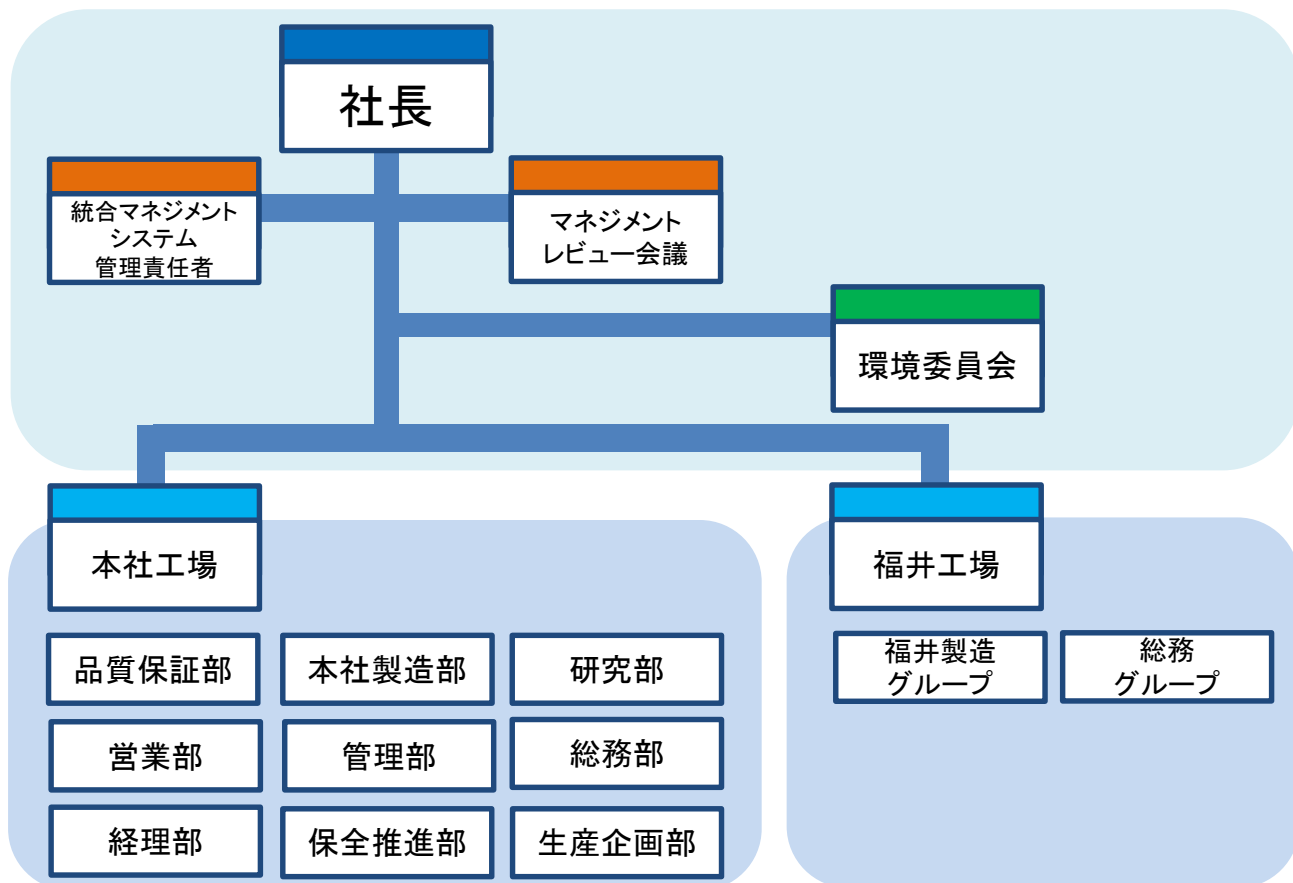 社長
統合マネジメント
システム
管理責任者
マネジメント
レビュー会議
環境委員会
本社工場
福井工場
品質保証部
本社製造部
研究部
営業部
管理部
総務部
経理部
保全推進部
生産企画部
福井製造
グループ
総務
グループ